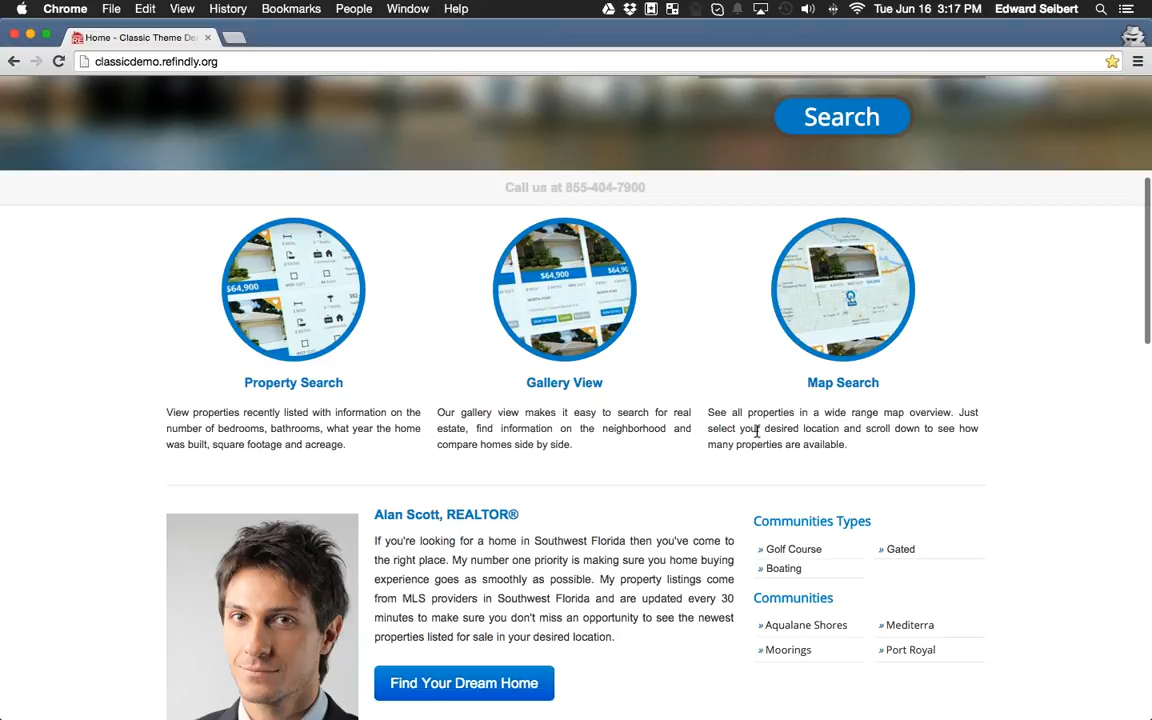 Chrome File Edit View History Bookmarks People Window Help Tue Jun 16 3:17 PM Edward Seibert
Home - Classic Theme De
classicdemo.refindly.org
Search
Call us at 855-404-7900
$64,900
$64,900
Property Search Gallery View Map Search
View properties recently listed with information on the
number of bedrooms, bathrooms, what year the home
was built, square footage and acreage.
Our gallery view makes it easy to search for real
estate, find information on the neighborhood and
compare homes side by side.
See all properties in a wide range map overview. Just
select your desired location and scroll down to see how
many properties are available.
Alan Scott, REALTOR®
If you're looking for a home in Southwest Florida then you've come to
the right place. My number one priority is making sure you home buying
experience goes as smoothly as possible. My property listings come
from MLS providers in Southwest Florida and are updated every 30
minutes to make sure you don't miss an opportunity to see the newest
properties listed for sale in your desired location.
Find Your Dream Home
Communities Types
» Golf Course » Gated
» Boating
Communities
» Aqualane Shores » Mediterra
» Moorings » Port Royal